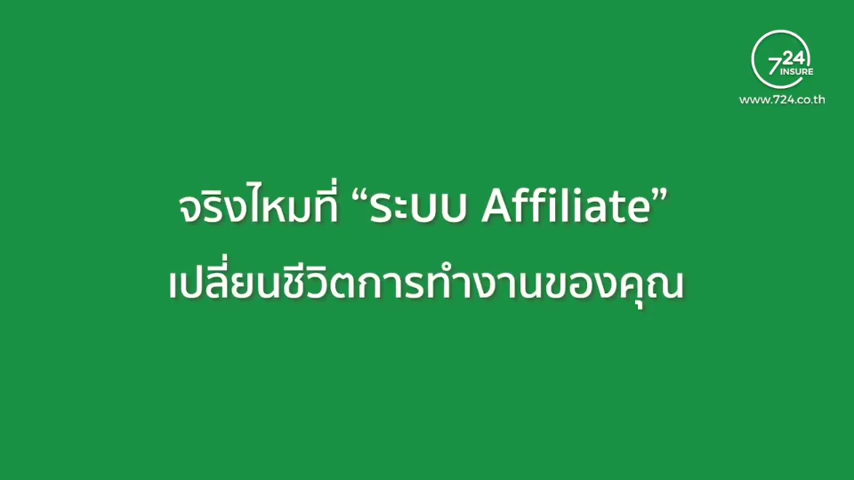 724
INSURE
www.724.co.th
จริงไหมที่ “ระบบ Affiliate”
เปลี่ยนชีวิตการทำงานของคุณ